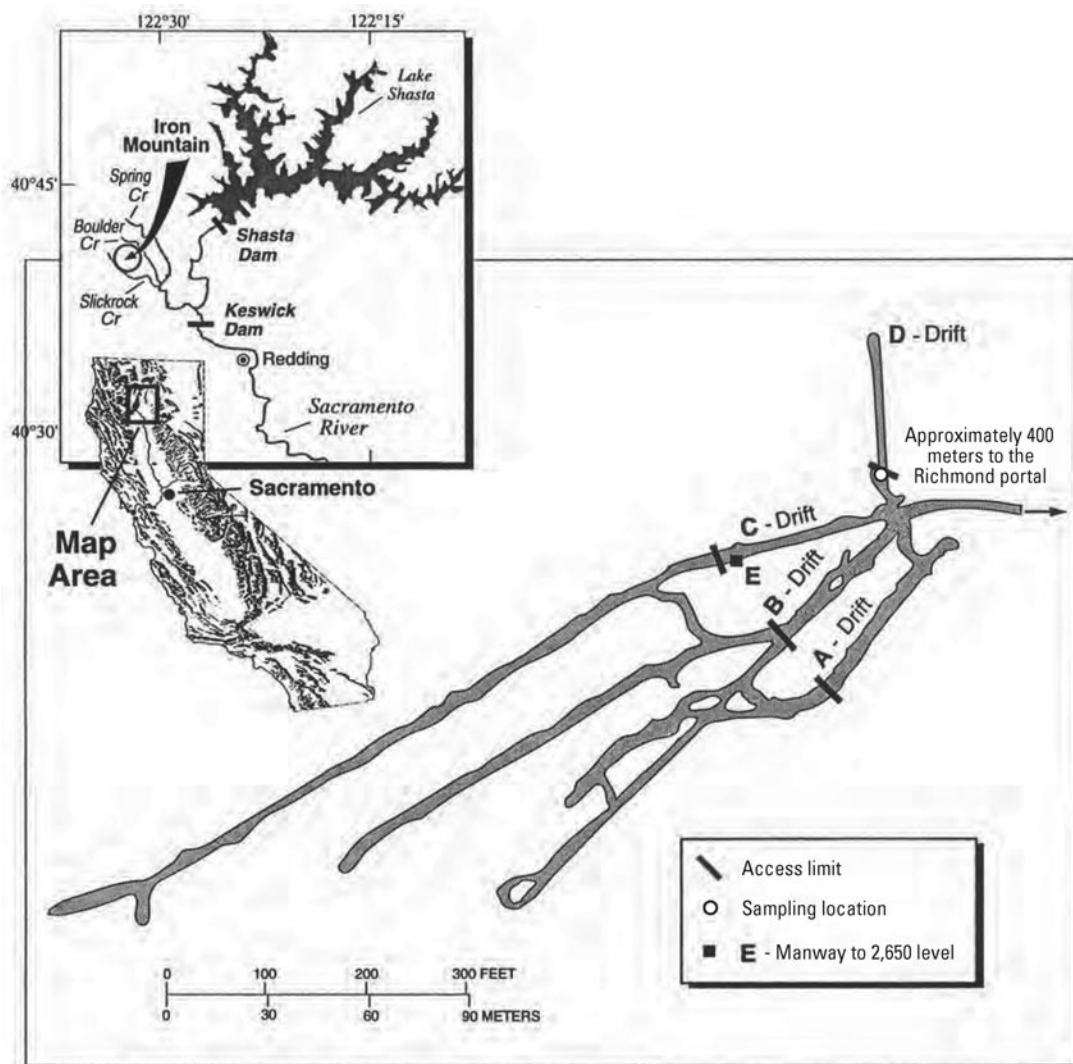 122°30'
122°15'
Lake
Shasta
Iron
Mountain
Spring
Cr
40°45'
Boulder
Cr
Shasta
Dam
Slickrock
Cr
Keswick
Dam
Redding
Sacramento
River
40°30'
Sacramento
Map
Area
D - Drift
Approximately 400
meters to the
Richmond portal
C - Drift
E
B - Drift
A - Drift
Access limit
Sampling location
E - Manway to 2,650 level
0 100 200 300 FEET
0 30 60 90 METERS